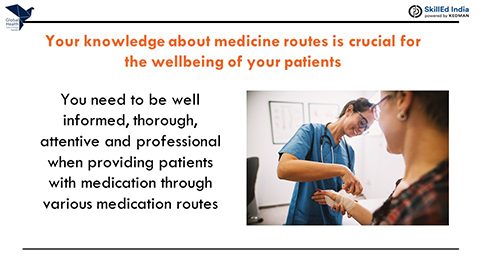 Global
Health
SkillEd India
powered by KEDMAN
Your knowledge about medicine routes is crucial for
the wellbeing of your patients
You need to be well
informed, thorough,
attentive and professional
when providing patients
with medication through
various medication routes